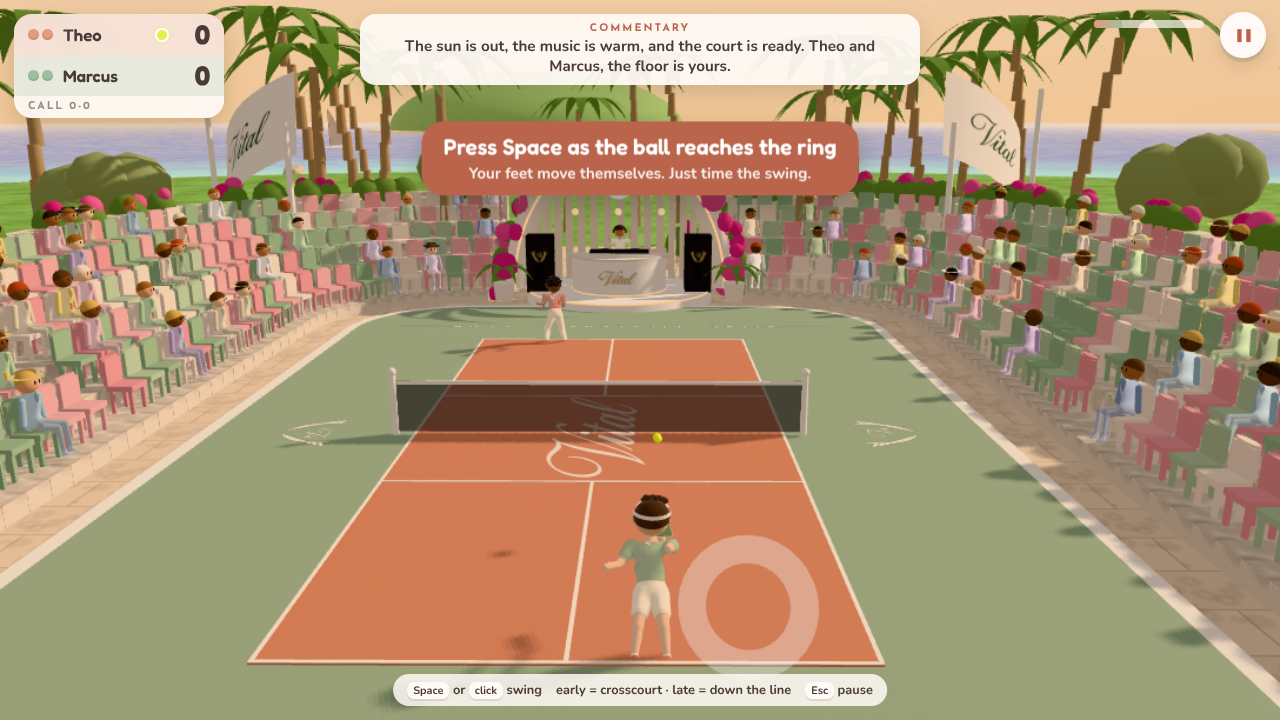 Theo 0
Marcus 0
CALL 0-0
COMMENTARY
The sun is out, the music is warm, and the court is ready. Theo and
Marcus, the floor is yours.
Vital
Vital
Press Space as the ball reaches the ring
Your feet move themselves. Just time the swing.
Vital
Vital
Space or click swing early = crosscourt · late = down the line Esc pause